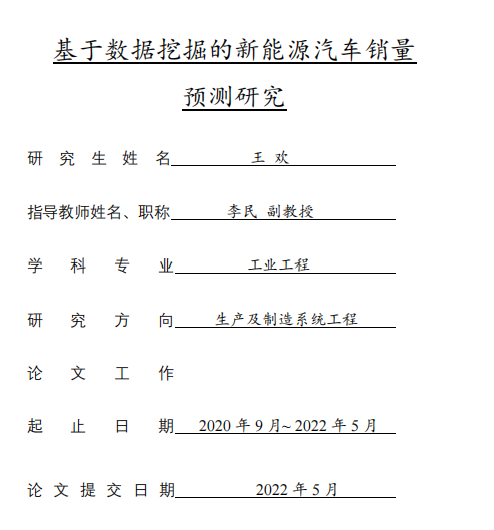 基于数据挖掘的新能源汽车销量
预测研究
研究生姓名 王 欢
指导教师姓名、职称 李民 副教授
学科专业 工业工程
研究方向 生产及制造系统工程
论文工作
起止日期 2020 年 9 月~ 2022 年 5 月
论文提交日期 2022 年 5 月